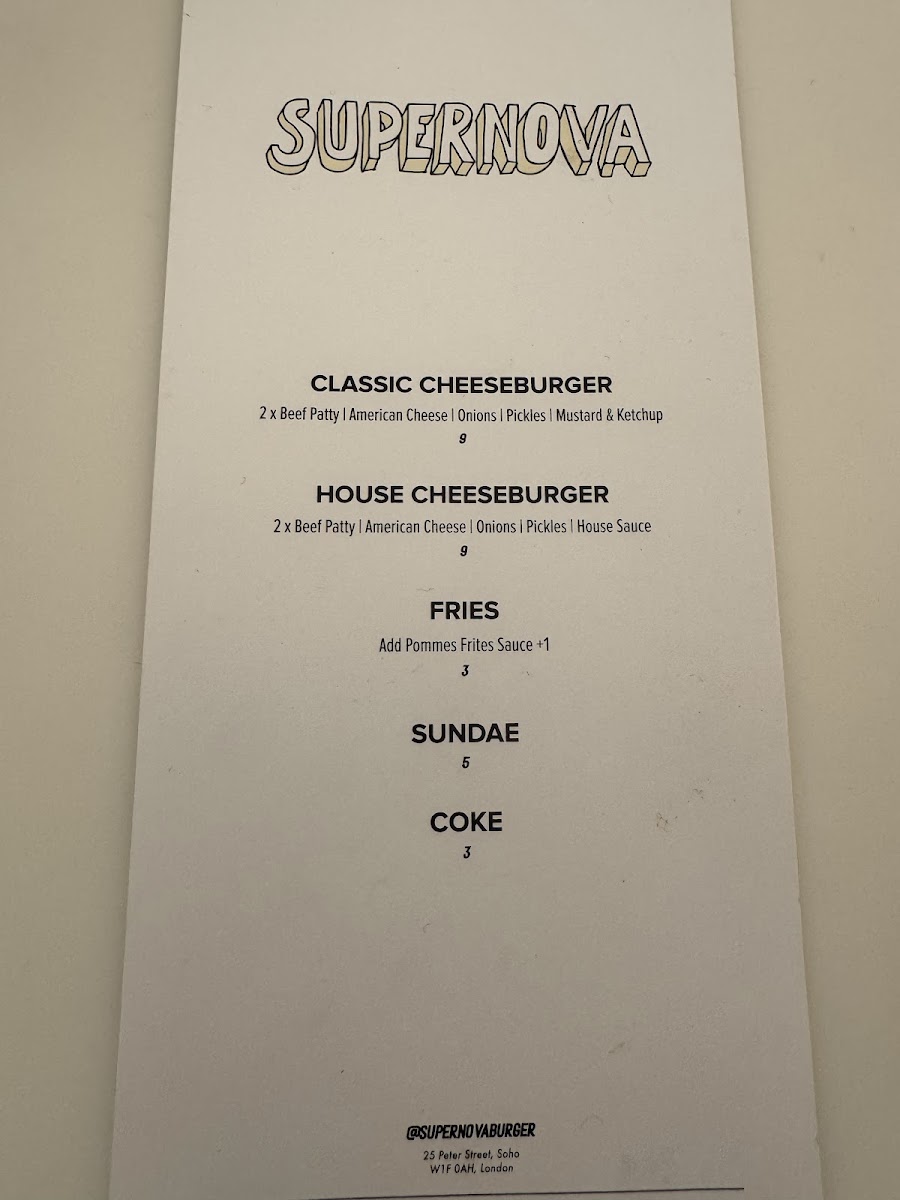 SUPERNOVA
CLASSIC CHEESEBURGER
2 x Beef Patty | American Cheese | Onions | Pickles | Mustard & Ketchup
9
HOUSE CHEESEBURGER
2 x Beef Patty | American Cheese | Onions | Pickles | House Sauce
9
FRIES
Add Pommes Frites Sauce +1
3
SUNDAE
5
COKE
3
@SUPERNOVABURGER
25 Peter Street, Soho
W1F 0AH, London